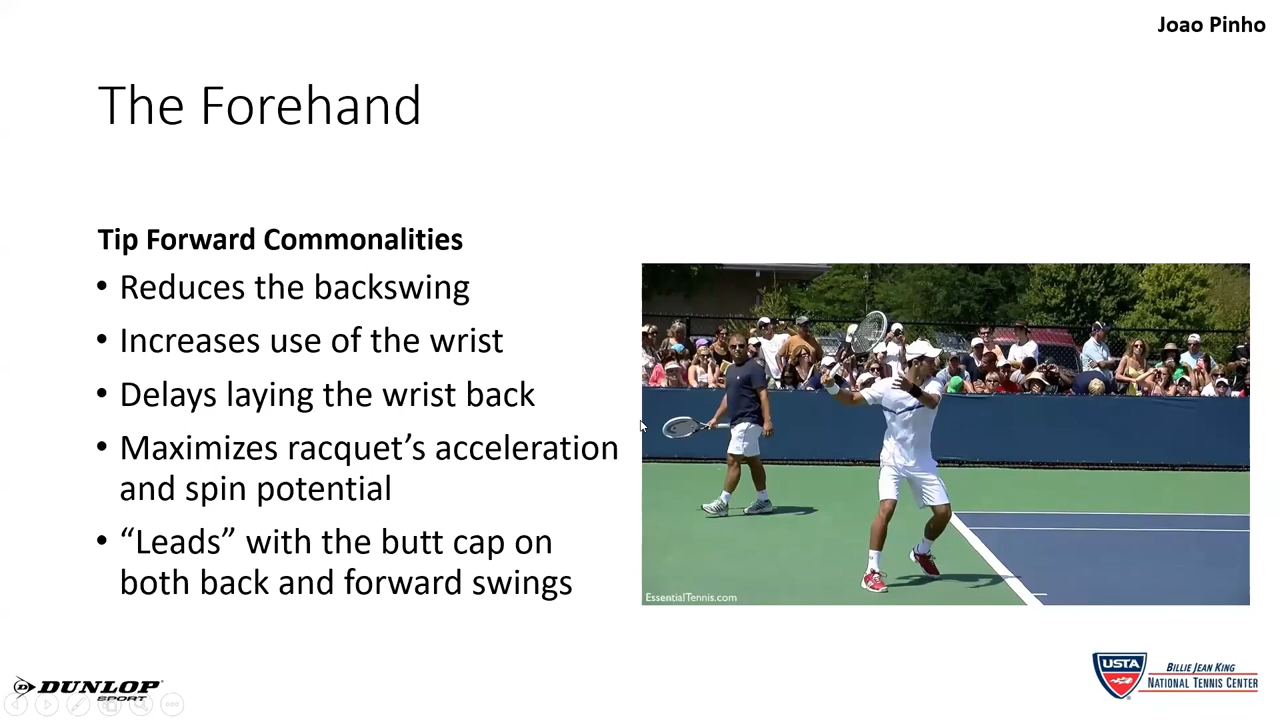 Joao Pinho
The Forehand
Tip Forward Commonalities
• Reduces the backswing
• Increases use of the wrist
• Delays laying the wrist back
• Maximizes racquet’s acceleration
and spin potential
• “Leads” with the butt cap on
both back and forward swings
EssentialTennis.com
DUNLOP
SPORT
USTA
BILLIE JEAN KING
NATIONAL TENNIS CENTER